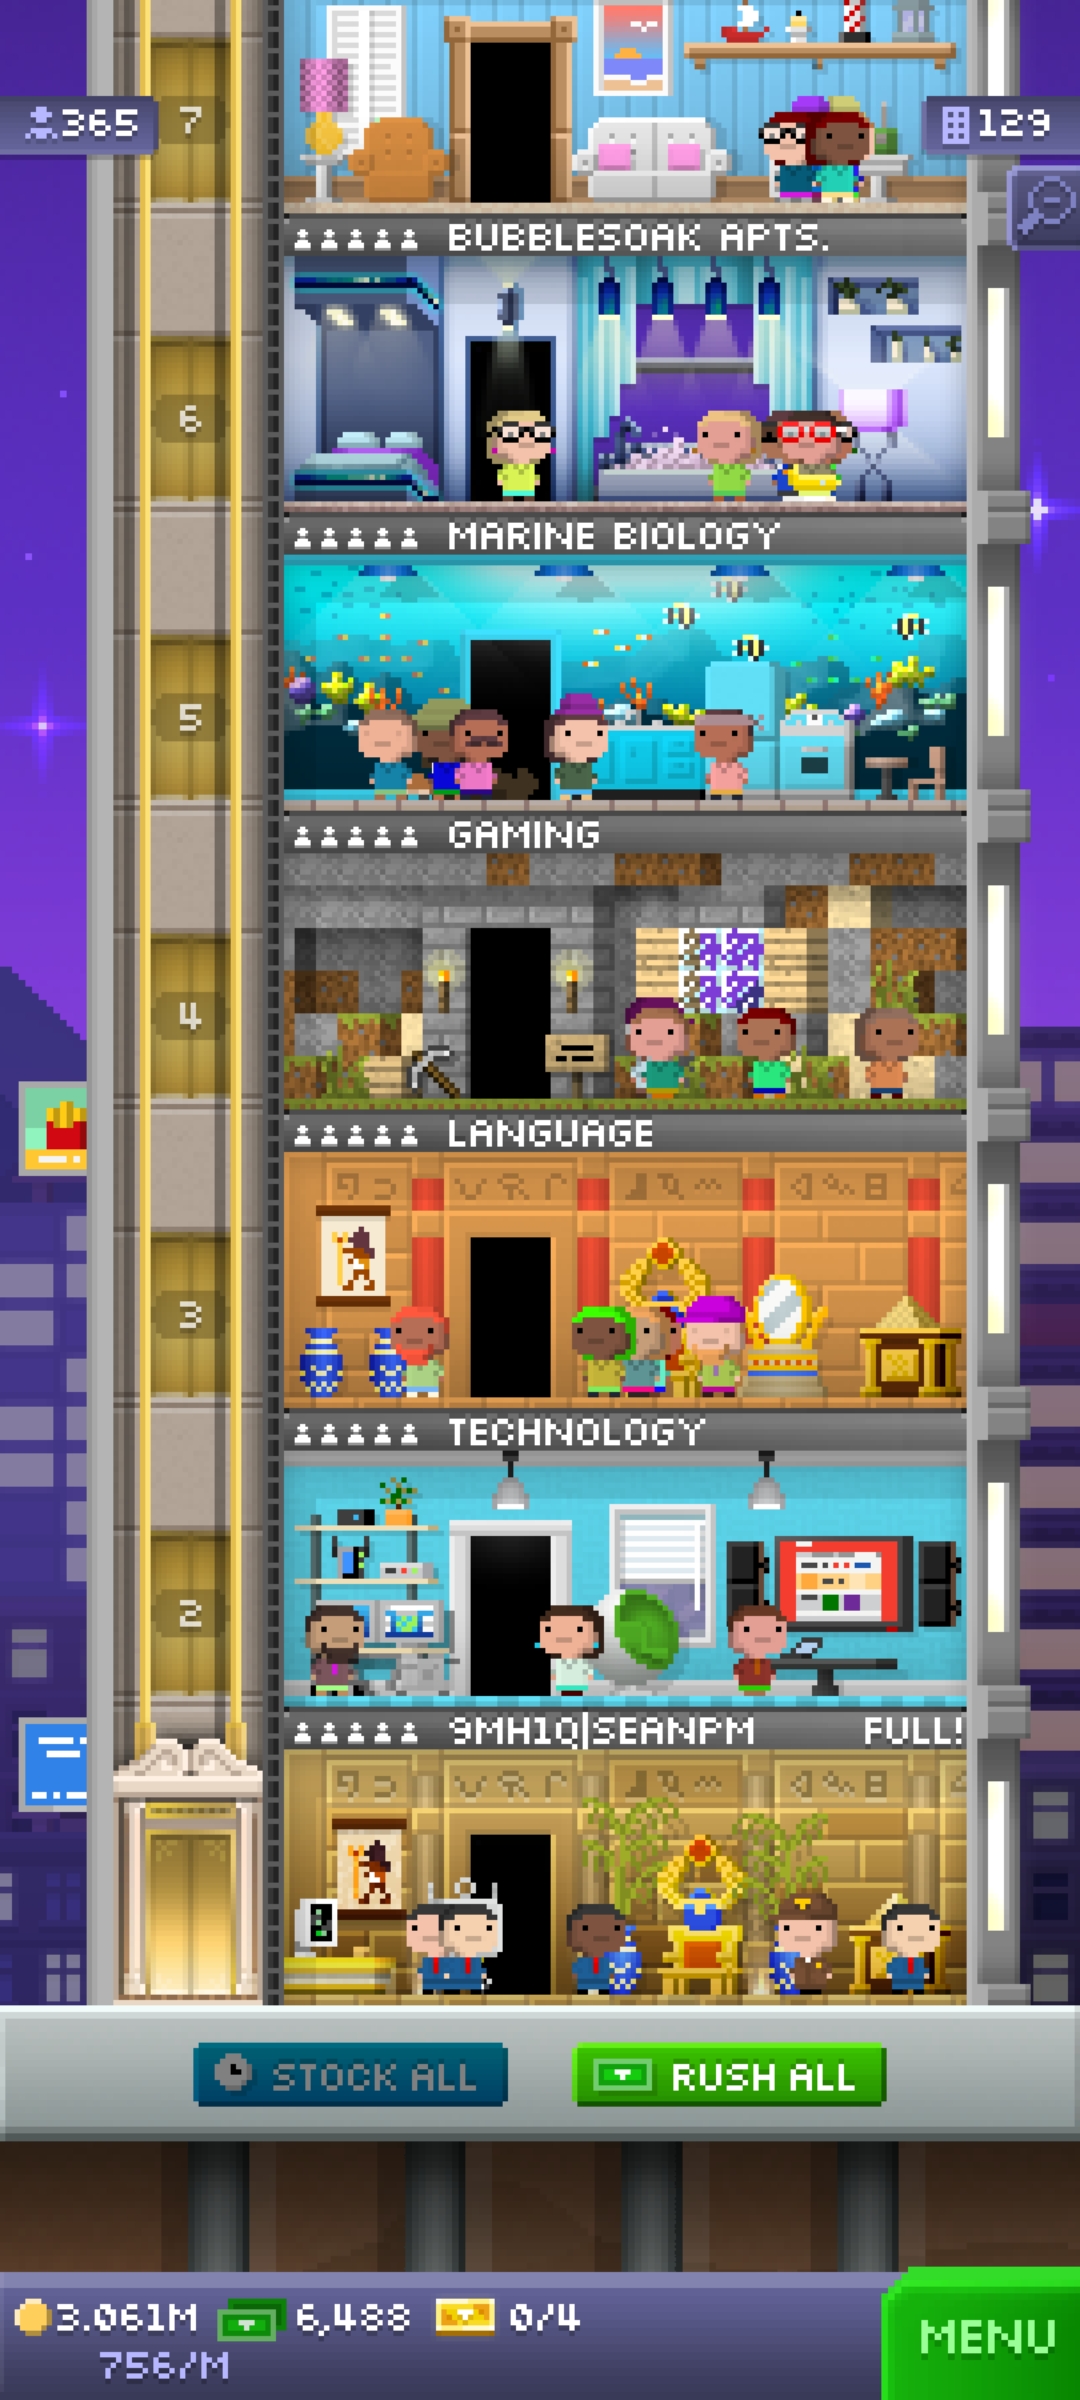 365
7
129
BUBBLESOAK APTS.
6
MARINE BIOLOGY
5
GAMING
4
LANGUAGE
3
TECHNOLOGY
2
9MH1Q|SEANPM FULL!
STOCK ALL
RUSH ALL
3.061M 6,488 0/4
756/M
MENU